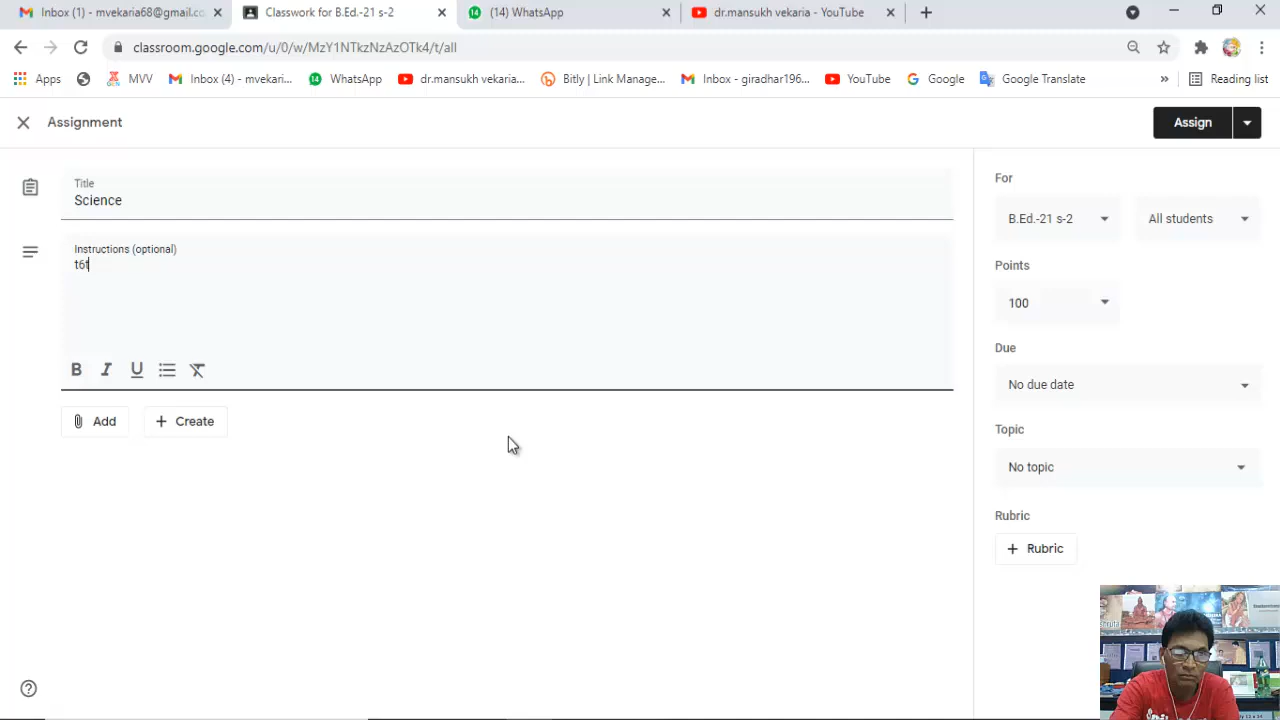 Inbox (1) - mvekaria68@gmail.co
Classwork for B.Ed.-21 s-2
(14) WhatsApp
dr.mansukh vekaria - YouTube
classroom.google.com/u/0/w/MzY1NTkzNzAzOTk4/t/all
Apps
MVV
Inbox (4) - mvekari...
WhatsApp
dr.mansukh vekaria...
Bitly | Link Manage...
YouTube
Google
Google Translate
»
Reading list
Assignment
Assign
Title
Science
Instructions (optional)
t6t
B I U
Add
+ Create
For
B.Ed.-21 s-2
All students
Points
100
Due
No due date
Topic
No topic
Rubric
+ Rubric